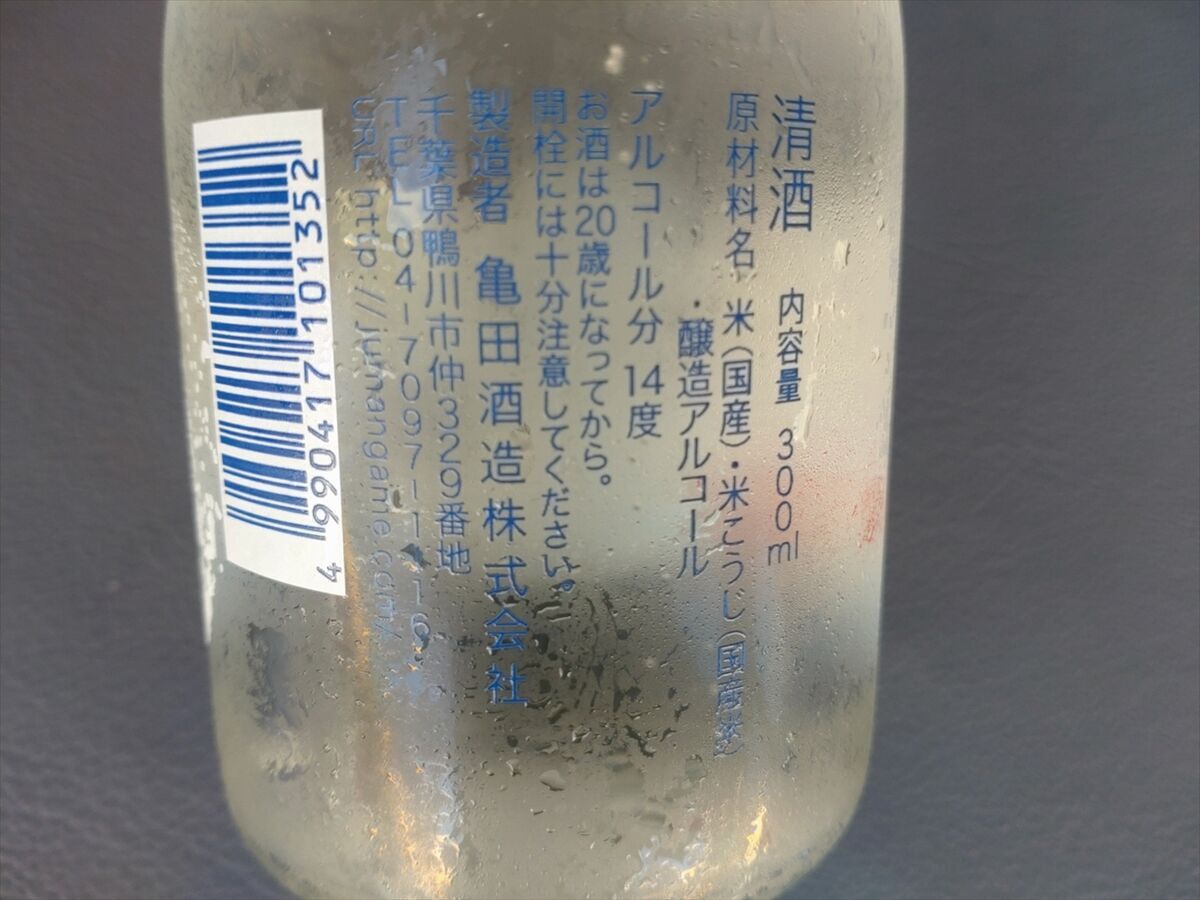 清酒 内容量 300ml
原材料名 米(国産)・米こうじ(国産米)
・醸造アルコール
アルコール分 14度
お酒は20歳になってから。
開栓には十分注意してください。
製造者 亀田酒造株式会社
千葉県鴨川市仲329番地
TEL 04-7097-1116
URL http://jumangame.com/
4990417101352